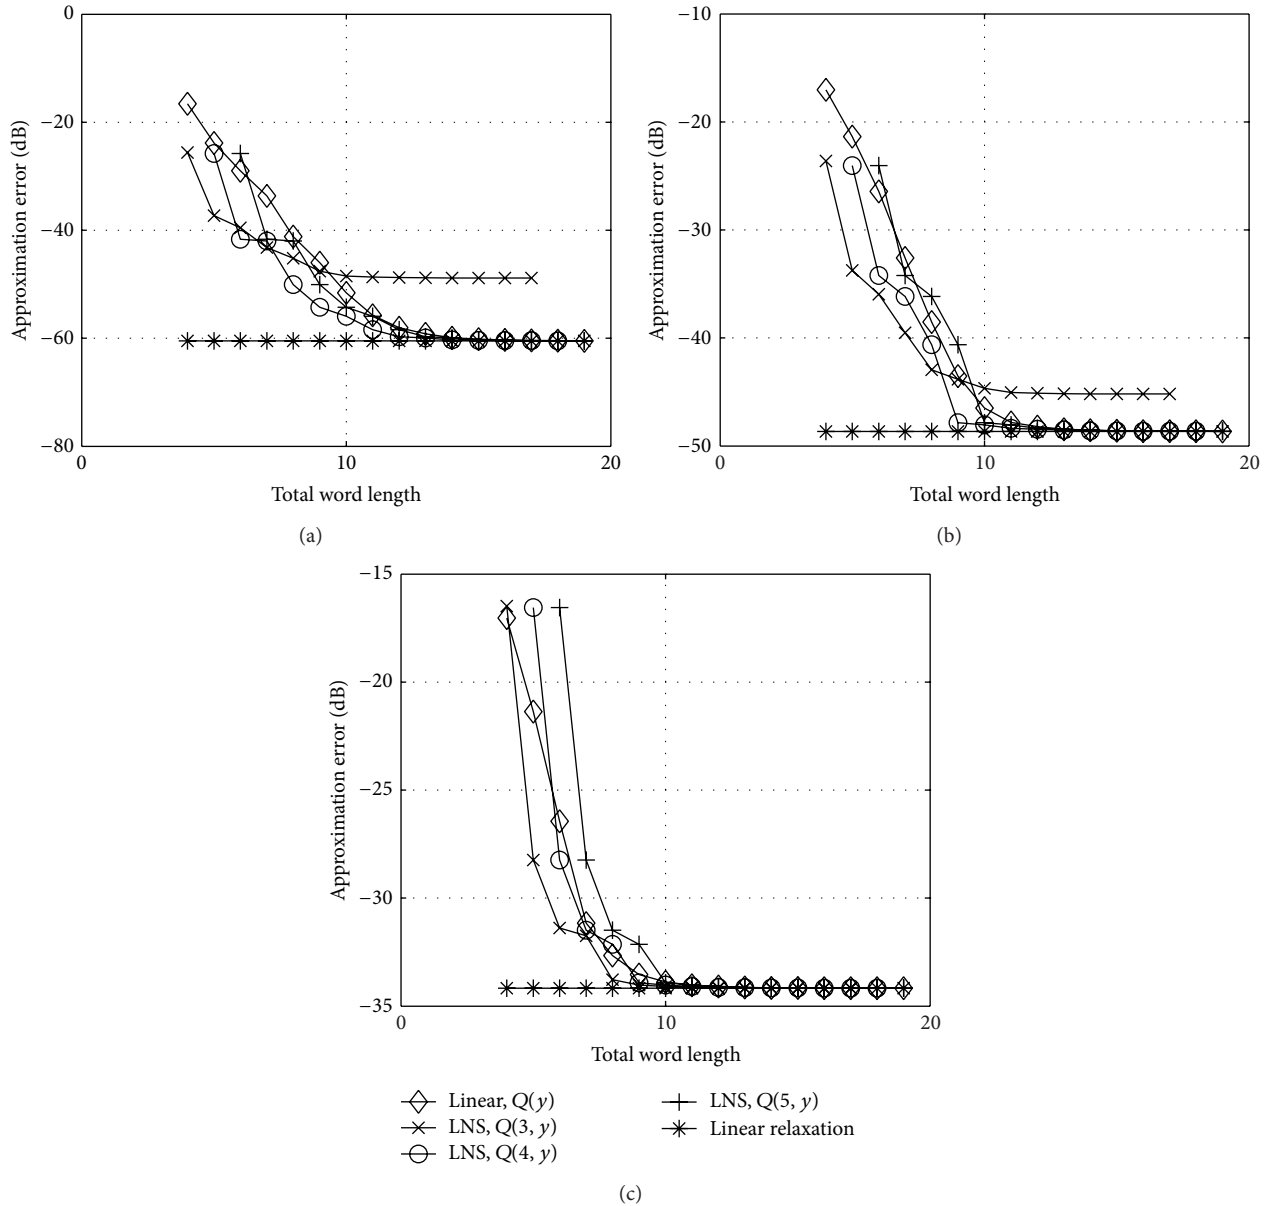 0
−20
−40
−60
−80
Approximation error (dB)
0
10
20
Total word length
(a)
−10
−20
−30
−40
−50
Approximation error (dB)
0
10
20
Total word length
(b)
−15
−20
−25
−30
−35
Approximation error (dB)
0
10
20
Total word length
Linear, Q(y)
LNS, Q(3, y)
LNS, Q(4, y)
LNS, Q(5, y)
Linear relaxation
(c)